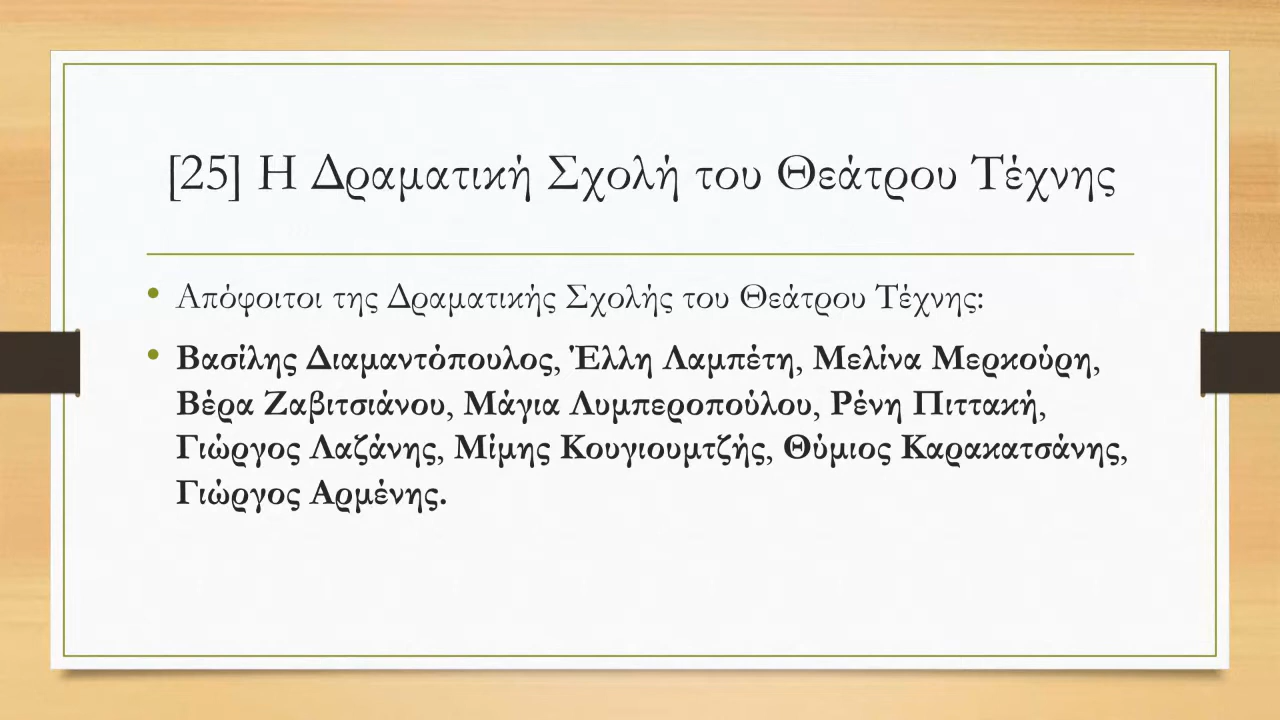 [25] Η Δραματική Σχολή του Θεάτρου Τέχνης
• Απόφοιτοι της Δραματικής Σχολής του Θεάτρου Τέχνης:
• Βασίλης Διαμαντόπουλος, Έλλη Λαμπέτη, Μελίνα Μερκούρη,
Βέρα Ζαβιτσιάνου, Μάγια Λυμπεροπούλου, Ρένη Πιττακή,
Γιώργος Λαζάνης, Μίμης Κουγιουμτζής, Θύμιος Καρακατσάνης,
Γιώργος Αρμένης.